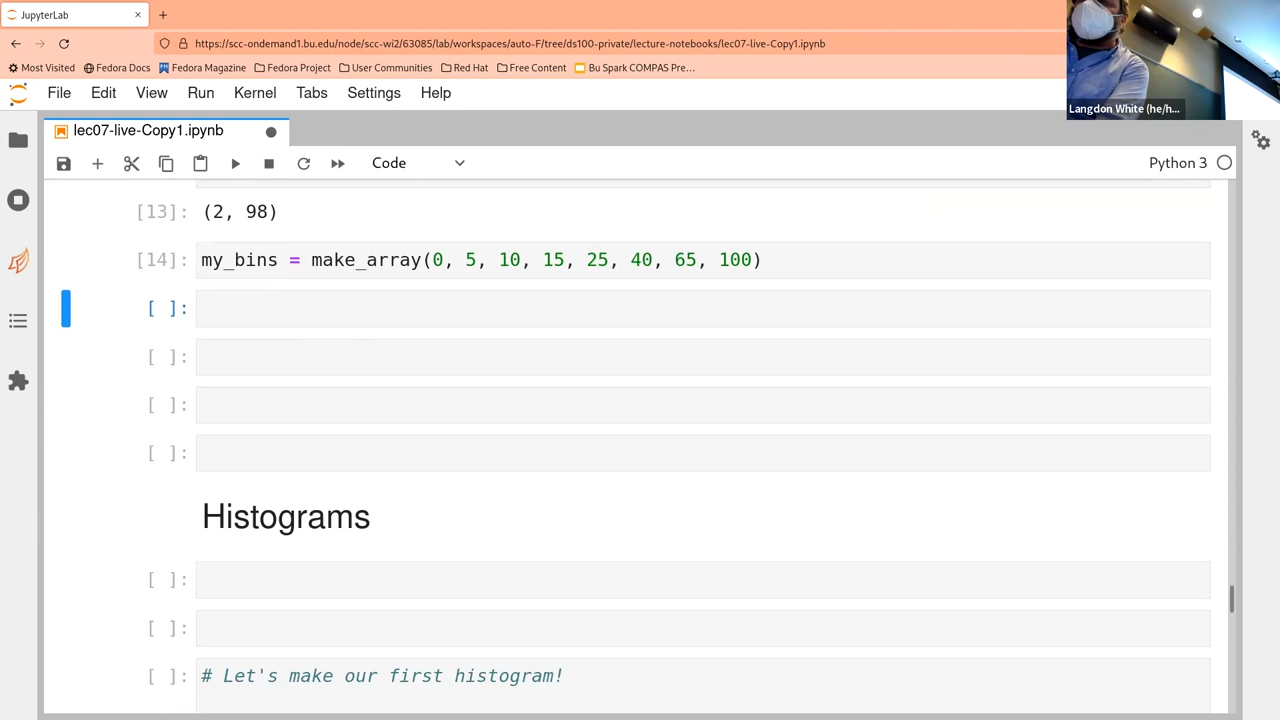 JupyterLab
https://scc-ondemand1.bu.edu/node/scc-wi2/63085/lab/workspaces/auto-F/tree/ds100-private/lecture-notebooks/lec07-live-Copy1.ipynb
Most Visited Fedora Docs Fedora Magazine Fedora Project User Communities Red Hat Free Content Bu Spark COMPAS Pre…
File Edit View Run Kernel Tabs Settings Help
Langdon White (he/h...
lec07-live-Copy1.ipynb
Code Python 3
[13]: (2, 98)
[14]: my_bins = make_array(0, 5, 10, 15, 25, 40, 65, 100)
[ ]:
[ ]:
[ ]:
[ ]:
Histograms
[ ]:
[ ]:
[ ]: # Let's make our first histogram!